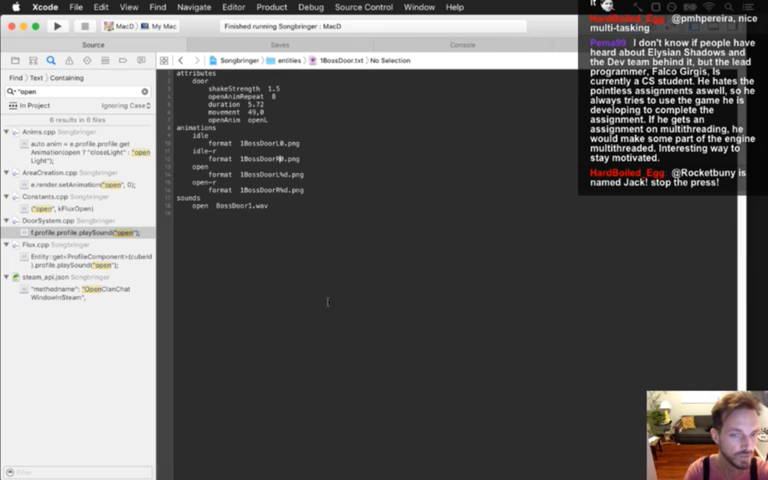 Xcode File Edit View Find Navigate Editor Product Debug Source Control Window Help
MacD My Mac
Finished running Songbringer : MacD
Source Saves Console
Songbringer entities 1BossDoor.txt No Selection
Find Text Containing
"open
In Project Ignoring Case
6 results in 6 files
Anims.cpp Songbringer
auto anim = e.profile.profile.get
Animation(open ? "closeLight" : "open
Light");
AreaCreation.cpp Songbringer
e.render.setAnimation("open", 0);
Constants.cpp Songbringer
{"open", kFluxOpen}
DoorSystem.cpp Songbringer
f.profile.profile.playSound("open");
Flux.cpp Songbringer
Entity::get<ProfileComponent>(cubeId
).profile.playSound("open");
steam_api.json Songbringer
"methodname": "OpenClanChat
WindowInSteam",
Filter
attributes
door
shakeStrength 1.5
openAnimRepeat 8
duration 5.72
movement 49,0
openAnim openL
animations
idle
format 1BossDoorL0.png
idle-r
format 1BossDoorR0.png
open
format 1BossDoorL%d.png
open-r
format 1BossDoorR%d.png
sounds
open BossDoor1.wav
it
HardBoiled_Egg: @pmhpereira, nice
multi-tasking
Pema99: I don't know if people have
heard about Elysian Shadows and
the Dev team behind it, but the lead
programmer, Falco Girgis, Is
currently a CS student. He hates the
pointless assignments aswell, so he
always tries to use the game he is
developing to complete the
assignment. If he gets an
assignment on multithreading, he
would make some part of the engine
multithreaded. Interesting way to
stay motivated.
HardBoiled_Egg: @Rocketbuny is
named Jack! stop the press!